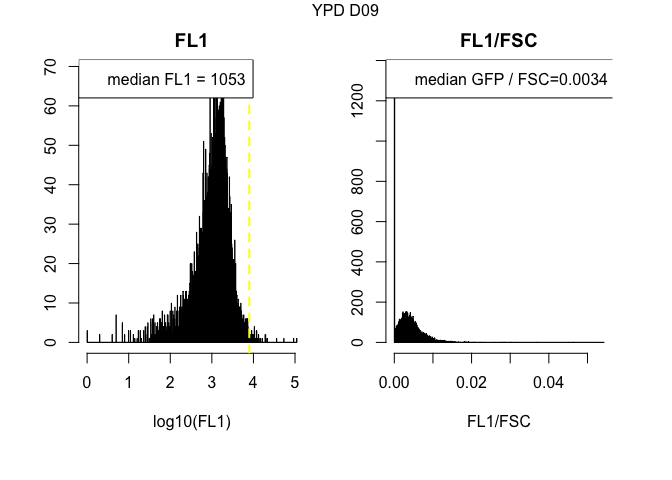 YPD D09
FL1
median FL1 = 1053
0 10 20 30 40 50 60 70
0 1 2 3 4 5
log10(FL1)
FL1/FSC
median GFP / FSC=0.0034
0 200 400 600 800 1200
0.00 0.02 0.04
FL1/FSC